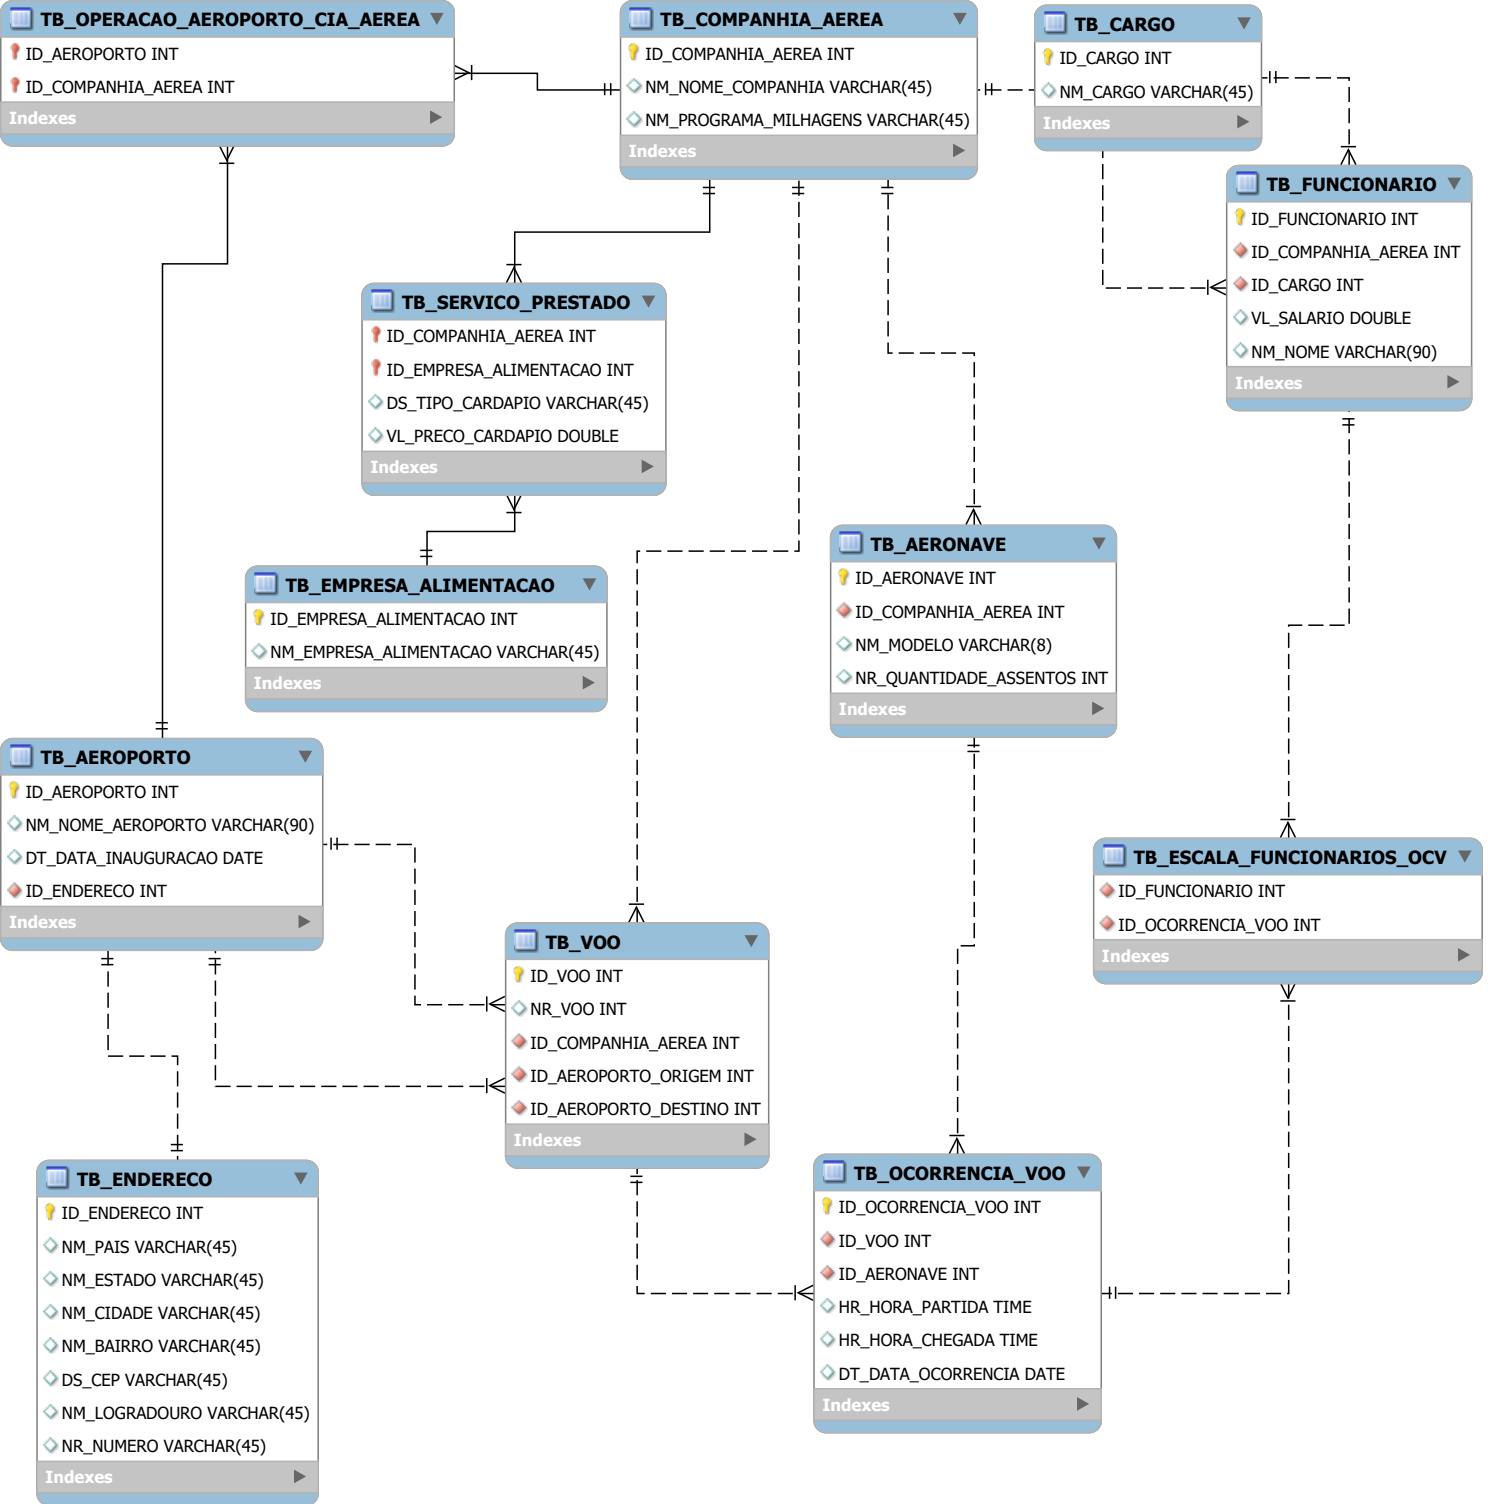 TB_OPERACAO_AEROPORTO_CIA_AEREA
ID_AEROPORTO INT
ID_COMPANHIA_AEREA INT
Indexes
TB_COMPANHIA_AEREA
ID_COMPANHIA_AEREA INT
NM_NOME_COMPANHIA VARCHAR(45)
NM_PROGRAMA_MILHAGENS VARCHAR(45)
Indexes
TB_CARGO
ID_CARGO INT
NM_CARGO VARCHAR(45)
Indexes
TB_FUNCIONARIO
ID_FUNCIONARIO INT
ID_COMPANHIA_AEREA INT
ID_CARGO INT
VL_SALARIO DOUBLE
NM_NOME VARCHAR(90)
Indexes
TB_SERVICO_PRESTADO
ID_COMPANHIA_AEREA INT
ID_EMPRESA_ALIMENTACAO INT
DS_TIPO_CARDAPIO VARCHAR(45)
VL_PRECO_CARDAPIO DOUBLE
Indexes
TB_EMPRESA_ALIMENTACAO
ID_EMPRESA_ALIMENTACAO INT
NM_EMPRESA_ALIMENTACAO VARCHAR(45)
Indexes
TB_AERONAVE
ID_AERONAVE INT
ID_COMPANHIA_AEREA INT
NM_MODELO VARCHAR(8)
NR_QUANTIDADE_ASSENTOS INT
Indexes
TB_AEROPORTO
ID_AEROPORTO INT
NM_NOME_AEROPORTO VARCHAR(90)
DT_DATA_INAUGURACAO DATE
ID_ENDERECO INT
Indexes
TB_ESCALA_FUNCIONARIOS_OCV
ID_FUNCIONARIO INT
ID_OCORRENCIA_VOO INT
Indexes
TB_VOO
ID_VOO INT
NR_VOO INT
ID_COMPANHIA_AEREA INT
ID_AEROPORTO_ORIGEM INT
ID_AEROPORTO_DESTINO INT
Indexes
TB_ENDERECO
ID_ENDERECO INT
NM_PAIS VARCHAR(45)
NM_ESTADO VARCHAR(45)
NM_CIDADE VARCHAR(45)
NM_BAIRRO VARCHAR(45)
DS_CEP VARCHAR(45)
NM_LOGRADOURO VARCHAR(45)
NR_NUMERO VARCHAR(45)
Indexes
TB_OCORRENCIA_VOO
ID_OCORRENCIA_VOO INT
ID_VOO INT
ID_AERONAVE INT
HR_HORA_PARTIDA TIME
HR_HORA_CHEGADA TIME
DT_DATA_OCORRENCIA DATE
Indexes